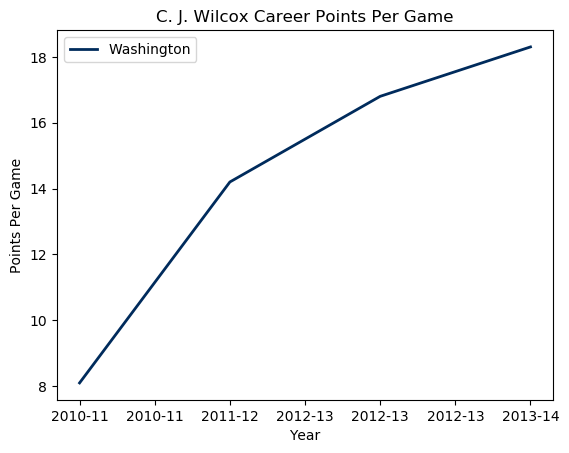 C. J. Wilcox Career Points Per Game
Washington
Points Per Game
18
16
14
12
10
8
2010-11 2010-11 2011-12 2012-13 2012-13 2012-13 2013-14
Year